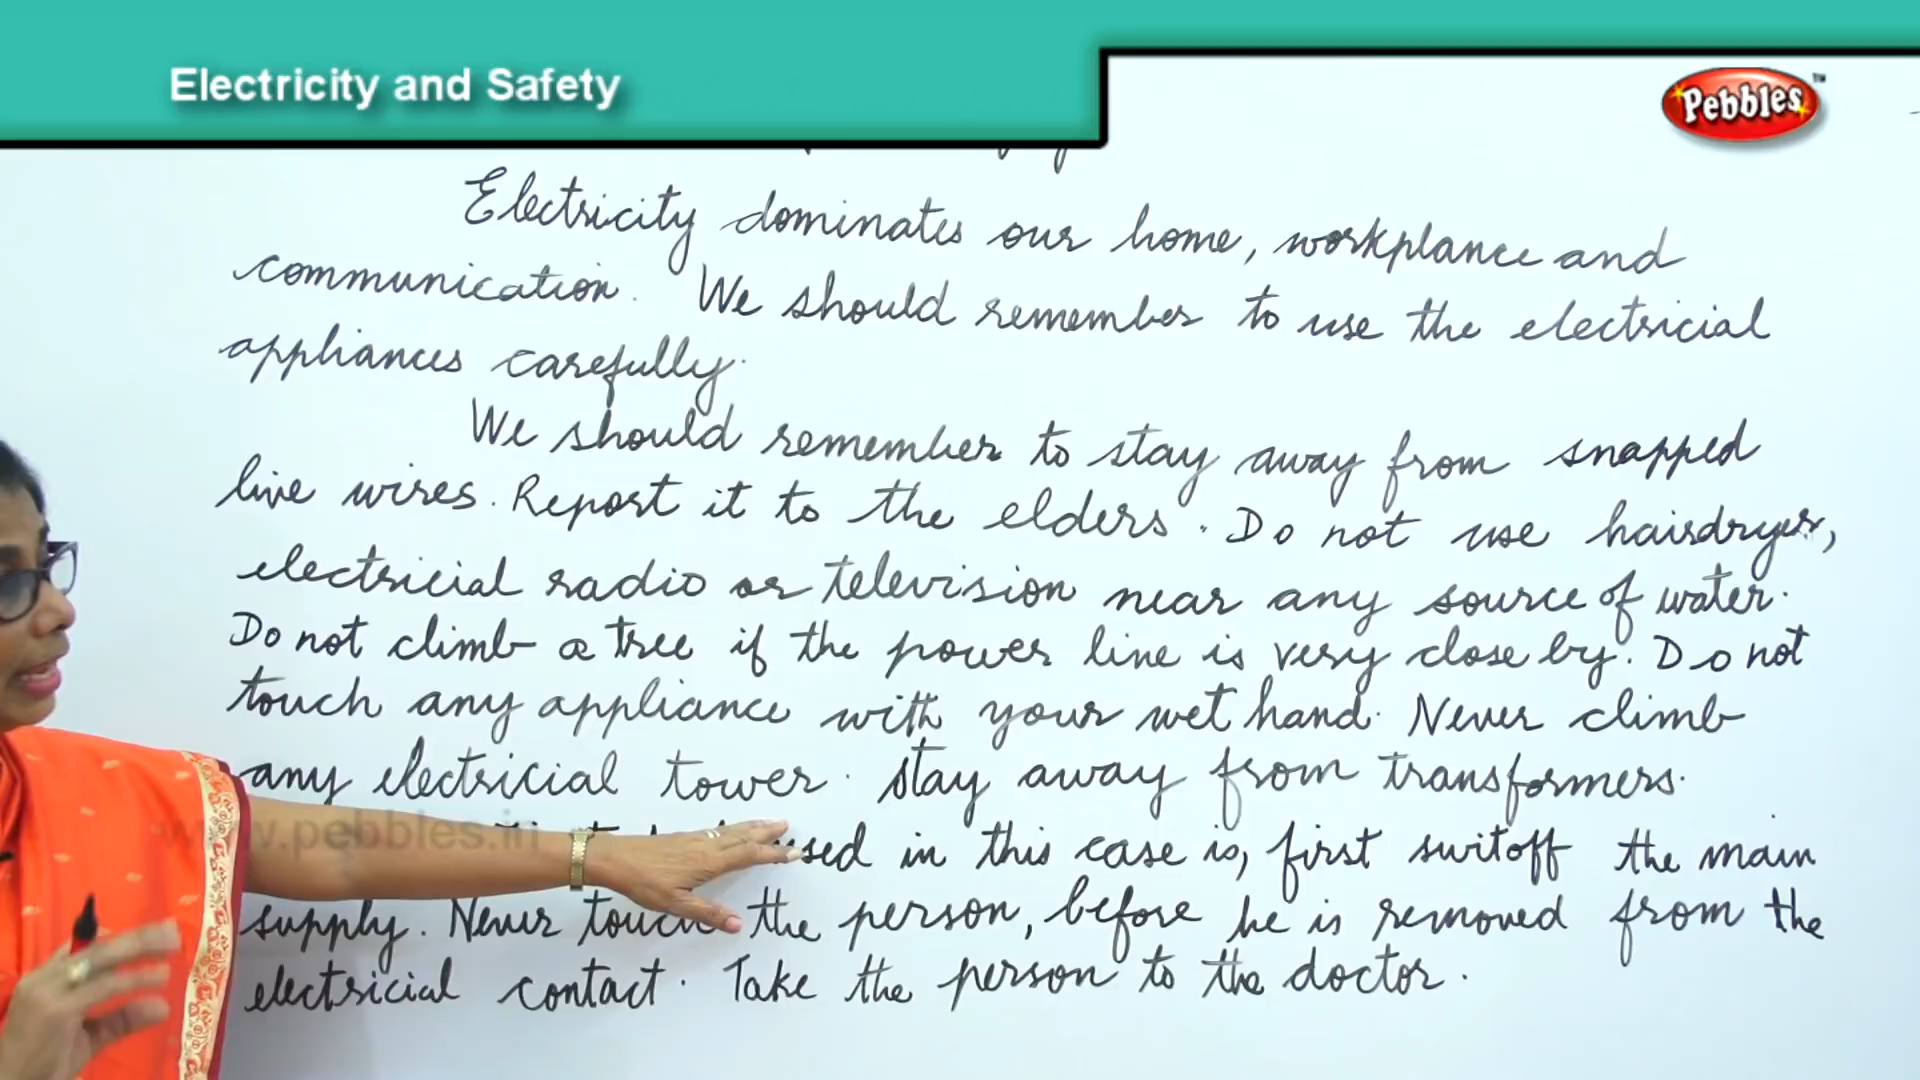 Electricity and Safety
Pebbles TM
Electricity dominates our home, workplance and
communication. We should remember to use the electricial
appliances carefully.
We should remember to stay away from snapped
live wires. Report it to the elders. Do not use hairdryer,
electricial radio or television near any source of water.
Do not climb a tree if the power line is very close by. Do not
touch any appliance with your wet hand. Never climb
any electricial tower. stay away from transformers.
used in this case is, first switoff the main
supply. Never touch the person, before he is removed from the
electricial contact. Take the person to the doctor.
www.pebbles.in